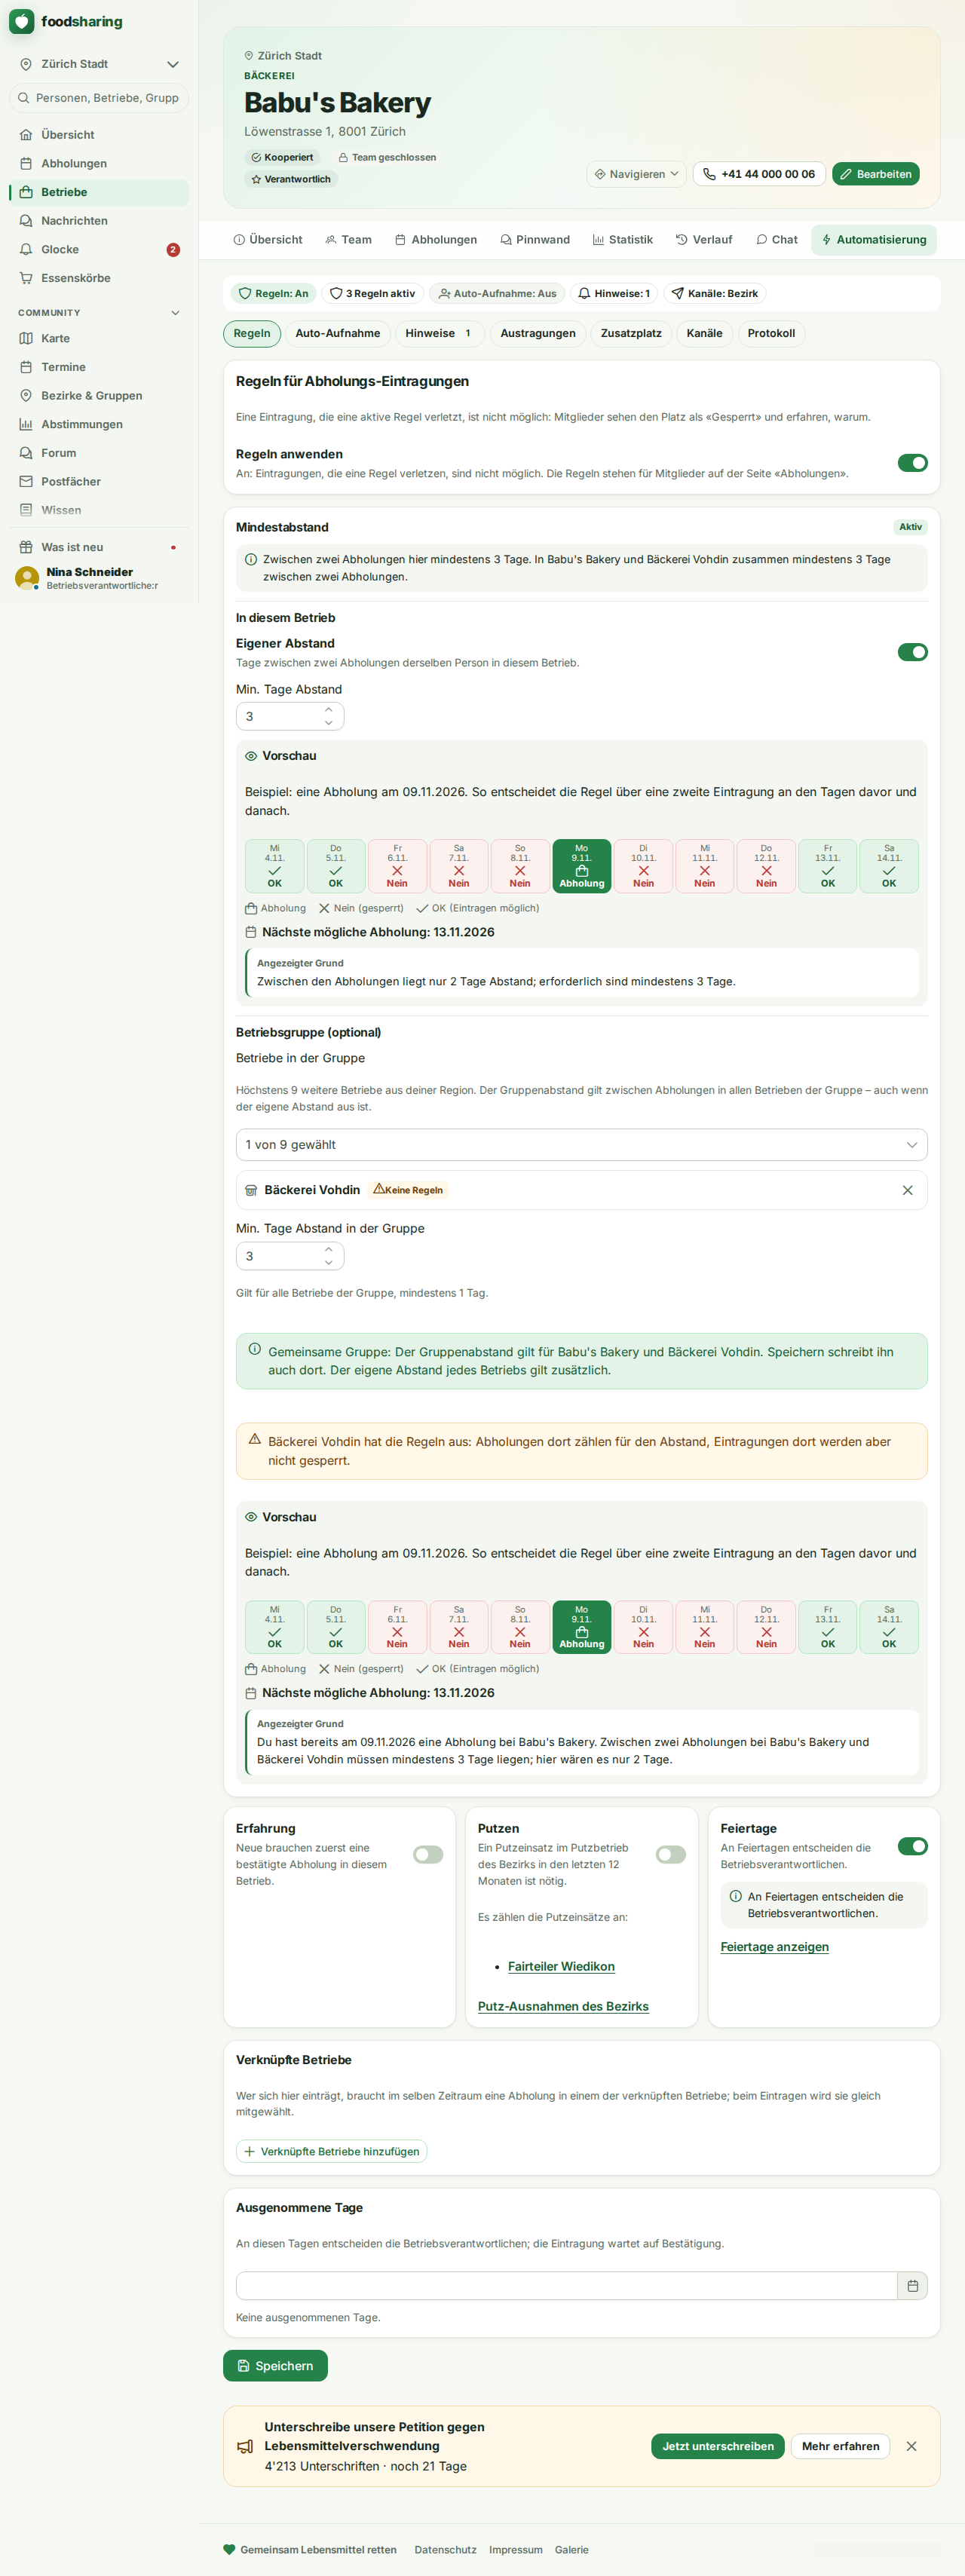 foodsharing
Zürich Stadt
Personen, Betriebe, Grupp
Übersicht
Abholungen
Betriebe
Nachrichten
Glocke 2
Essenskörbe
COMMUNITY
Karte
Termine
Bezirke & Gruppen
Abstimmungen
Forum
Postfächer
Wissen
Was ist neu
Nina Schneider
Betriebsverantwortliche:r
Zürich Stadt
BÄCKEREI
Babu's Bakery
Löwenstrasse 1, 8001 Zürich
Kooperiert Team geschlossen
Verantwortlich
Navigieren +41 44 000 00 06 Bearbeiten
Übersicht Team Abholungen Pinnwand Statistik Verlauf Chat Automatisierung
Regeln: An 3 Regeln aktiv Auto-Aufnahme: Aus Hinweise: 1 Kanäle: Bezirk
Regeln Auto-Aufnahme Hinweise 1 Austragungen Zusatzplatz Kanäle Protokoll
Regeln für Abholungs-Eintragungen
Eine Eintragung, die eine aktive Regel verletzt, ist nicht möglich: Mitglieder sehen den Platz als «Gesperrt» und erfahren, warum.
Regeln anwenden
An: Eintragungen, die eine Regel verletzen, sind nicht möglich. Die Regeln stehen für Mitglieder auf der Seite «Abholungen».
Mindestabstand Aktiv
Zwischen zwei Abholungen hier mindestens 3 Tage. In Babu's Bakery und Bäckerei Vohdin zusammen mindestens 3 Tage
zwischen zwei Abholungen.
In diesem Betrieb
Eigener Abstand
Tage zwischen zwei Abholungen derselben Person in diesem Betrieb.
Min. Tage Abstand
3
Vorschau
Beispiel: eine Abholung am 09.11.2026. So entscheidet die Regel über eine zweite Eintragung an den Tagen davor und
danach.
Mi Do Fr Sa So Mo Di Mi Do Fr Sa
4.11. 5.11. 6.11. 7.11. 8.11. 9.11. 10.11. 11.11. 12.11. 13.11. 14.11.
OK OK Nein Nein Nein Abholung Nein Nein Nein OK OK
Abholung Nein (gesperrt) OK (Eintragen möglich)
Nächste mögliche Abholung: 13.11.2026
Angezeigter Grund
Zwischen den Abholungen liegt nur 2 Tage Abstand; erforderlich sind mindestens 3 Tage.
Betriebsgruppe (optional)
Betriebe in der Gruppe
Höchstens 9 weitere Betriebe aus deiner Region. Der Gruppenabstand gilt zwischen Abholungen in allen Betrieben der Gruppe – auch wenn
der eigene Abstand aus ist.
1 von 9 gewählt
Bäckerei Vohdin Keine Regeln
Min. Tage Abstand in der Gruppe
3
Gilt für alle Betriebe der Gruppe, mindestens 1 Tag.
Gemeinsame Gruppe: Der Gruppenabstand gilt für Babu's Bakery und Bäckerei Vohdin. Speichern schreibt ihn
auch dort. Der eigene Abstand jedes Betriebs gilt zusätzlich.
Bäckerei Vohdin hat die Regeln aus: Abholungen dort zählen für den Abstand, Eintragungen dort werden aber
nicht gesperrt.
Vorschau
Beispiel: eine Abholung am 09.11.2026. So entscheidet die Regel über eine zweite Eintragung an den Tagen davor und
danach.
Mi Do Fr Sa So Mo Di Mi Do Fr Sa
4.11. 5.11. 6.11. 7.11. 8.11. 9.11. 10.11. 11.11. 12.11. 13.11. 14.11.
OK OK Nein Nein Nein Abholung Nein Nein Nein OK OK
Abholung Nein (gesperrt) OK (Eintragen möglich)
Nächste mögliche Abholung: 13.11.2026
Angezeigter Grund
Du hast bereits am 09.11.2026 eine Abholung bei Babu's Bakery. Zwischen zwei Abholungen bei Babu's Bakery und
Bäckerei Vohdin müssen mindestens 3 Tage liegen; hier wären es nur 2 Tage.
Erfahrung
Neue brauchen zuerst eine
bestätigte Abholung in diesem
Betrieb.
Putzen
Ein Putzeinsatz im Putzbetrieb
des Bezirks in den letzten 12
Monaten ist nötig.
Es zählen die Putzeinsätze an:
Fairteiler Wiedikon
Putz-Ausnahmen des Bezirks
Feiertage
An Feiertagen entscheiden die
Betriebsverantwortlichen.
An Feiertagen entscheiden die
Betriebsverantwortlichen.
Feiertage anzeigen
Verknüpfte Betriebe
Wer sich hier einträgt, braucht im selben Zeitraum eine Abholung in einem der verknüpften Betriebe; beim Eintragen wird sie gleich
mitgewählt.
Verknüpfte Betriebe hinzufügen
Ausgenommene Tage
An diesen Tagen entscheiden die Betriebsverantwortlichen; die Eintragung wartet auf Bestätigung.
Keine ausgenommenen Tage.
Speichern
Unterschreibe unsere Petition gegen
Lebensmittelverschwendung
4'213 Unterschriften · noch 21 Tage
Jetzt unterschreiben Mehr erfahren
Gemeinsam Lebensmittel retten Datenschutz Impressum Galerie